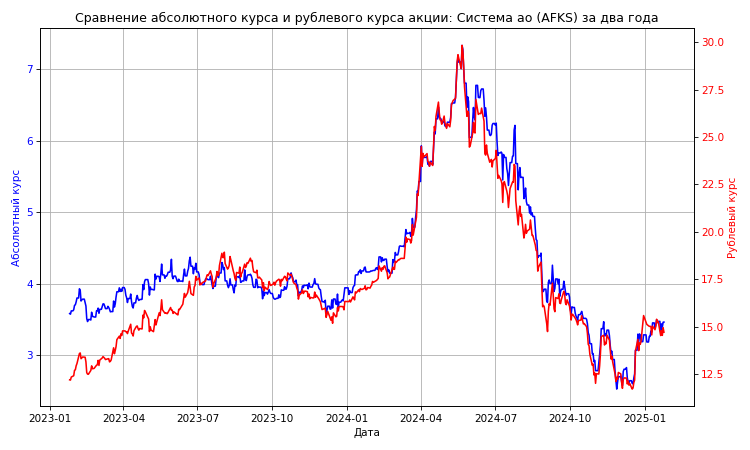 Сравнение абсолютного курса и рублевого курса акции: Система ао (AFKS) за два года
Абсолютный курс
7
6
5
4
3
30.0
27.5
25.0
22.5
20.0
17.5
15.0
12.5
Рублевый курс
2023-01 2023-04 2023-07 2023-10 2024-01 2024-04 2024-07 2024-10 2025-01
Дата